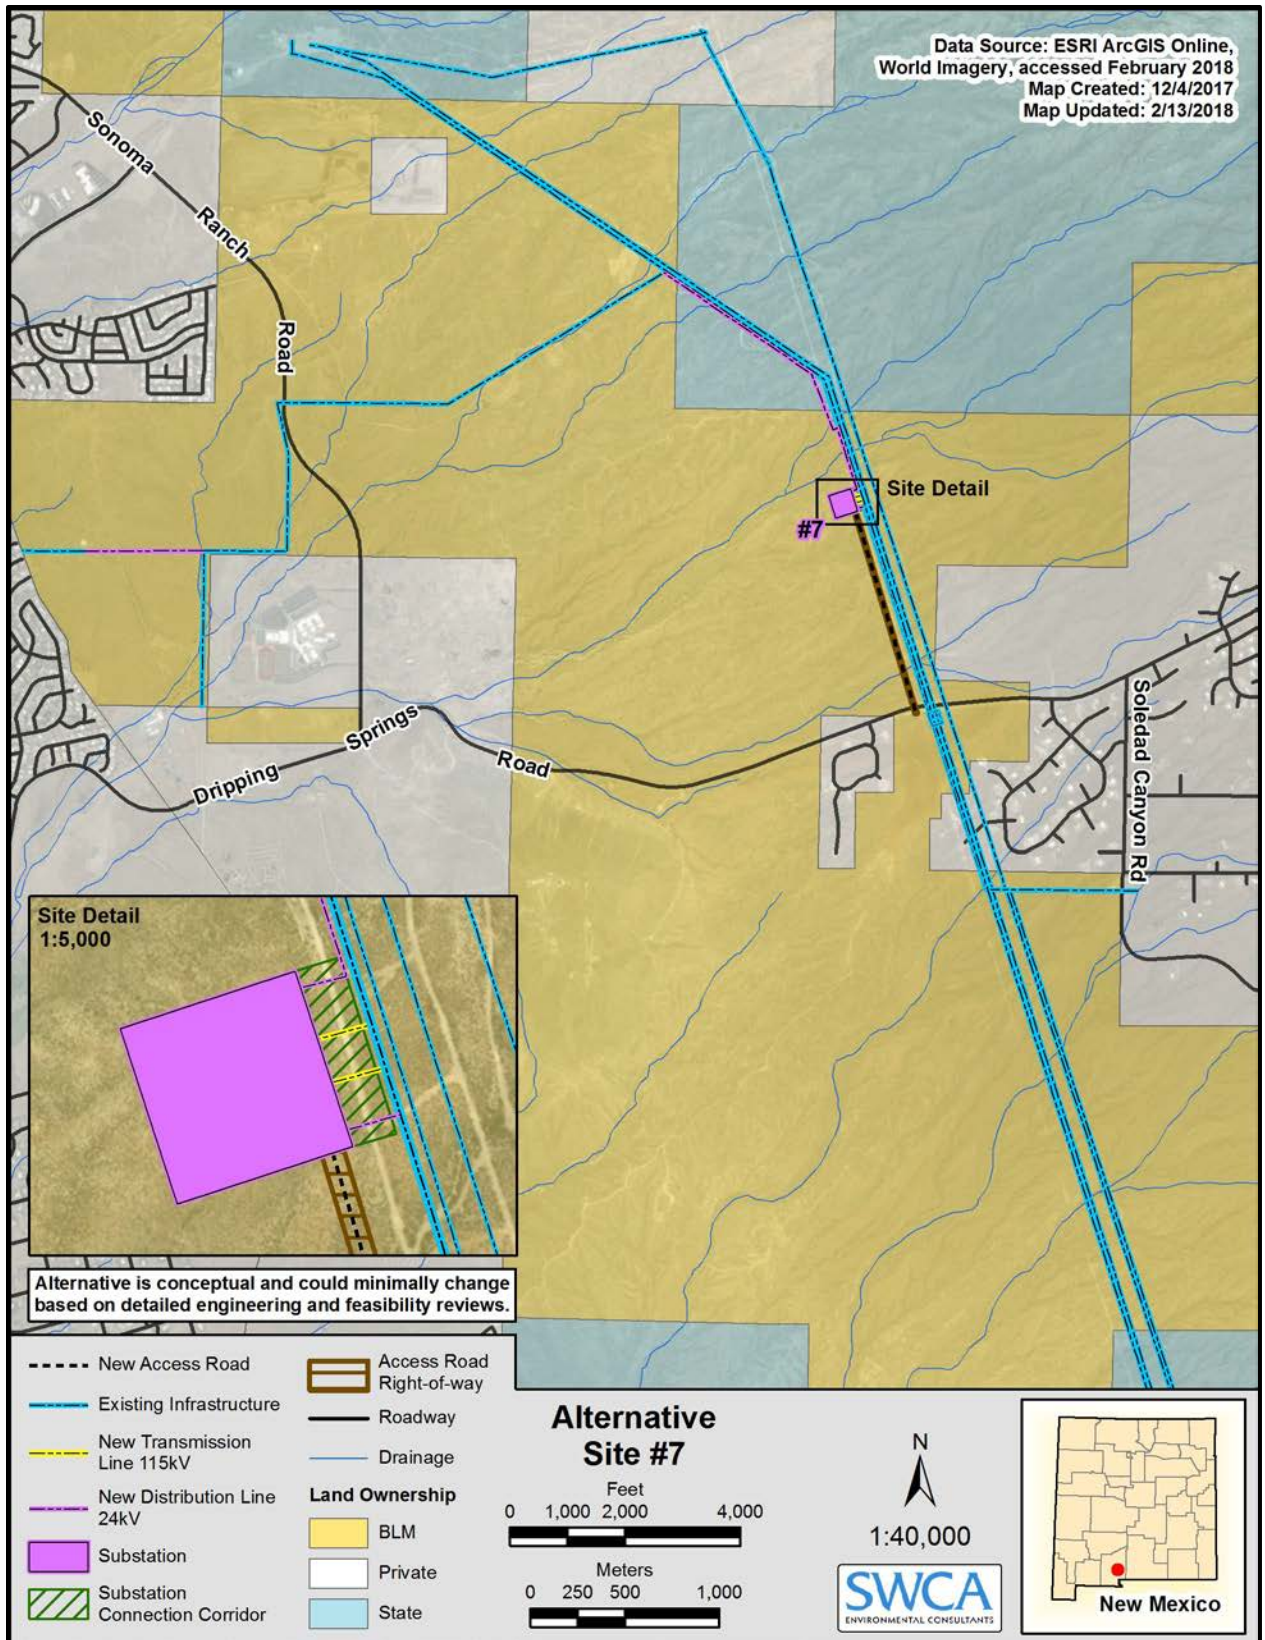 Data Source: ESRI ArcGIS Online,
World Imagery, accessed February 2018
Map Created: 12/4/2017
Map Updated: 2/13/2018
Sonoma
Ranch
Road
Site Detail
#7
Soledad Canyon Rd
Springs
Road
Dripping
Site Detail
1:5,000
Alternative is conceptual and could minimally change
based on detailed engineering and feasibility reviews.
New Access Road
Existing Infrastructure
New Transmission
Line 115kV
New Distribution Line
24kV
Substation
Substation
Connection Corridor
Access Road
Right-of-way
Roadway
Drainage
Land Ownership
BLM
Private
State
Alternative
Site #7
Feet
0 1,000 2,000 4,000
Meters
0 250 500 1,000
N
1:40,000
SWCA
ENVIRONMENTAL CONSULTANTS
New Mexico